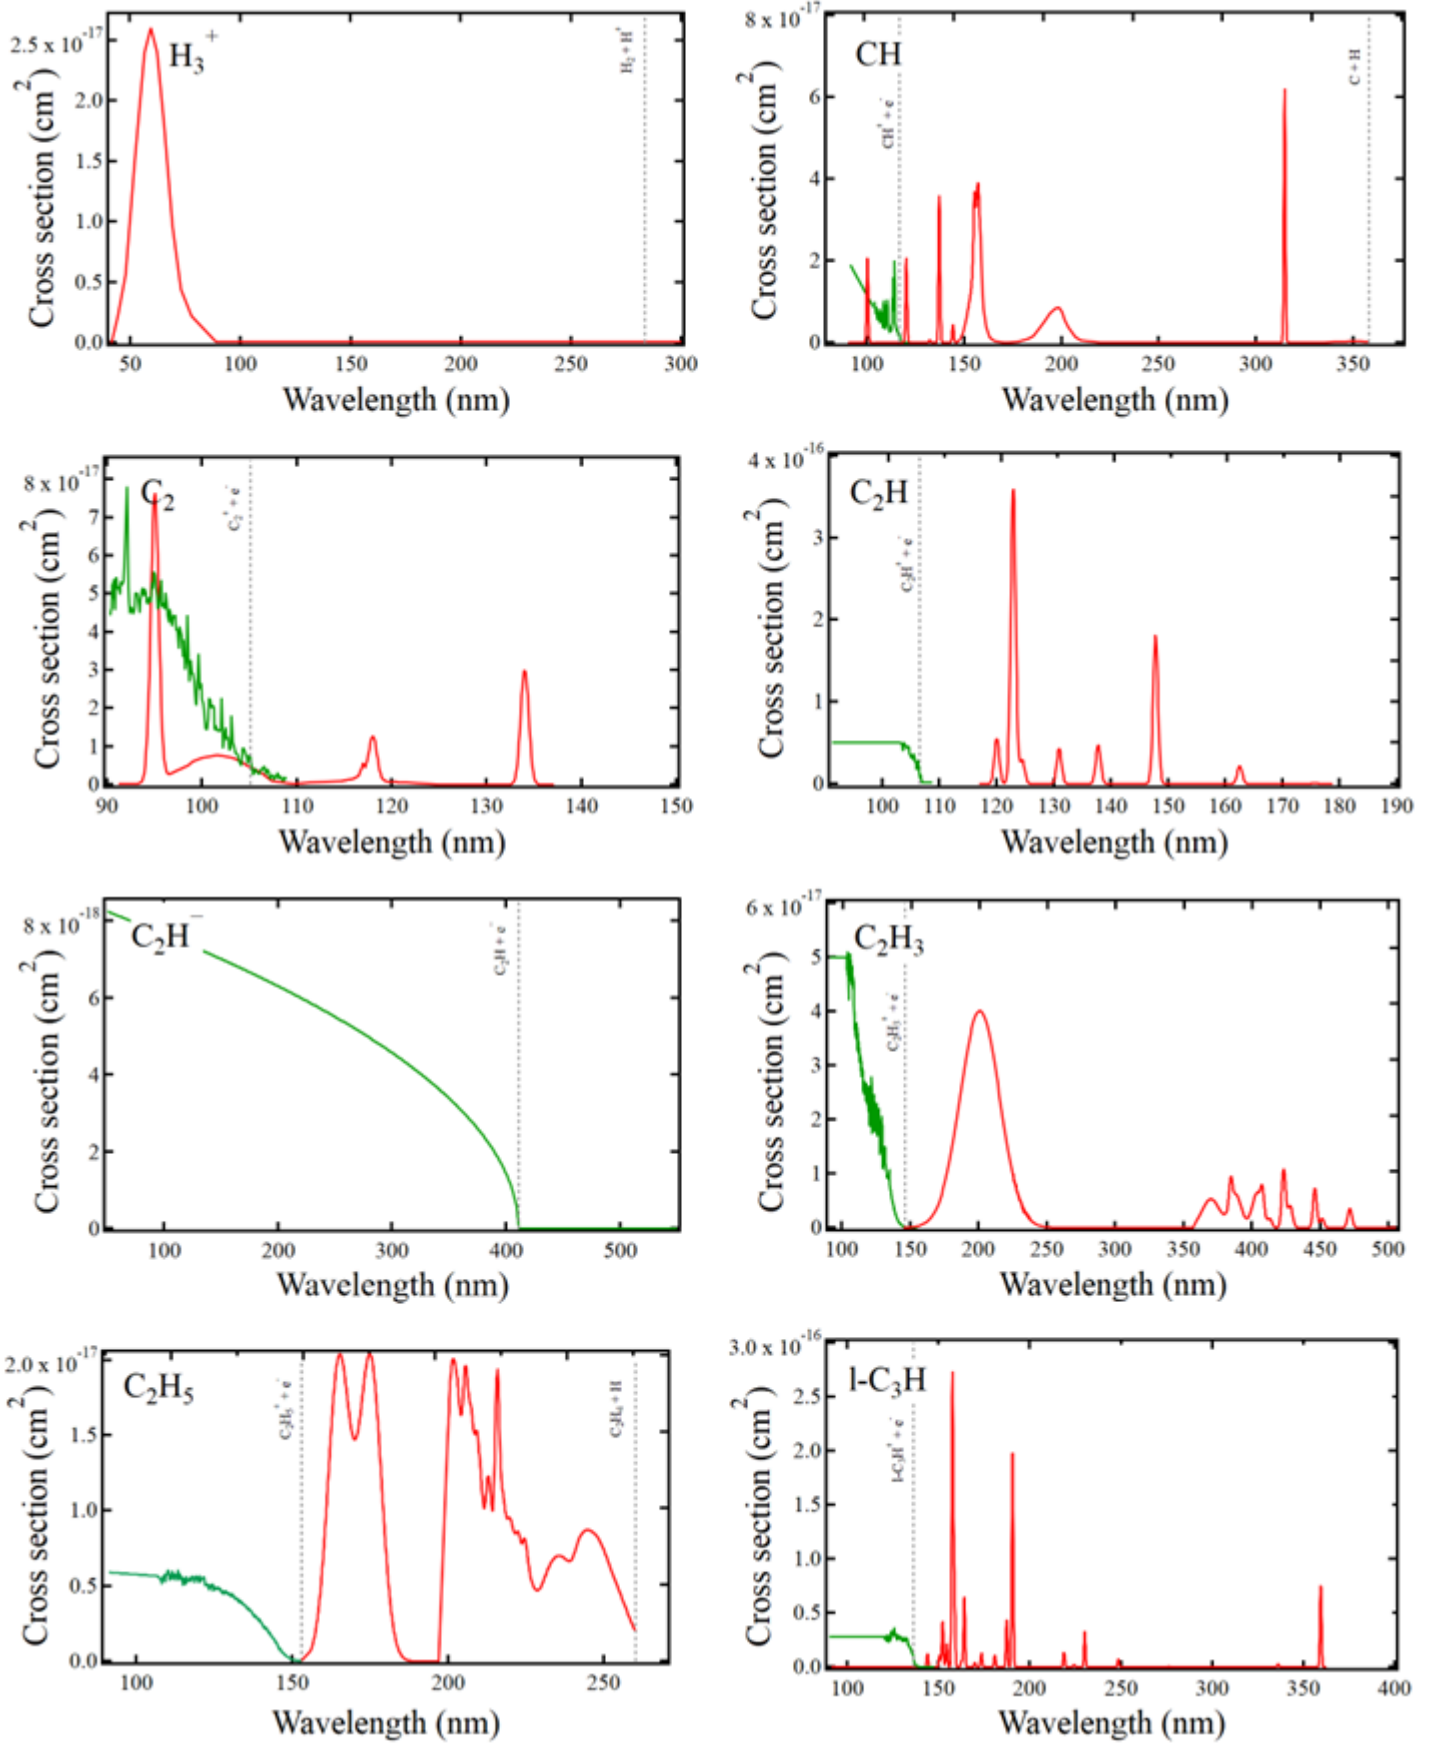 2.5 x 10⁻¹⁷
2.0
1.5
1.0
0.5
0.0
Cross section (cm²)
H₃⁺
H₂ + H⁺
50 100 150 200 250 300
Wavelength (nm)
8 x 10⁻¹⁷
6
4
2
0
Cross section (cm²)
CH
CH⁺ + e⁻
C + H
100 150 200 250 300 350
Wavelength (nm)
8 x 10⁻¹⁷
7
6
5
4
3
2
1
0
Cross section (cm²)
C₂
C₂⁺ + e⁻
90 100 110 120 130 140 150
Wavelength (nm)
4 x 10⁻¹⁶
3
2
1
0
Cross section (cm²)
C₂H
C₂H⁺ + e⁻
100 110 120 130 140 150 160 170 180 190
Wavelength (nm)
8 x 10⁻¹⁸
6
4
2
0
Cross section (cm²)
C₂H⁻
C₂H + e⁻
100 200 300 400 500
Wavelength (nm)
6 x 10⁻¹⁷
5
4
3
2
1
0
Cross section (cm²)
C₂H₃
C₂H₃⁺ + e⁻
100 150 200 250 300 350 400 450 500
Wavelength (nm)
2.0 x 10⁻¹⁷
1.5
1.0
0.5
0.0
Cross section (cm²)
C₂H₅
C₂H₅⁺ + e⁻
C₂H₄ + H
100 150 200 250
Wavelength (nm)
3.0 x 10⁻¹⁶
2.5
2.0
1.5
1.0
0.5
0.0
Cross section (cm²)
l-C₃H
l-C₃H⁺ + e⁻
100 150 200 250 300 350 400
Wavelength (nm)